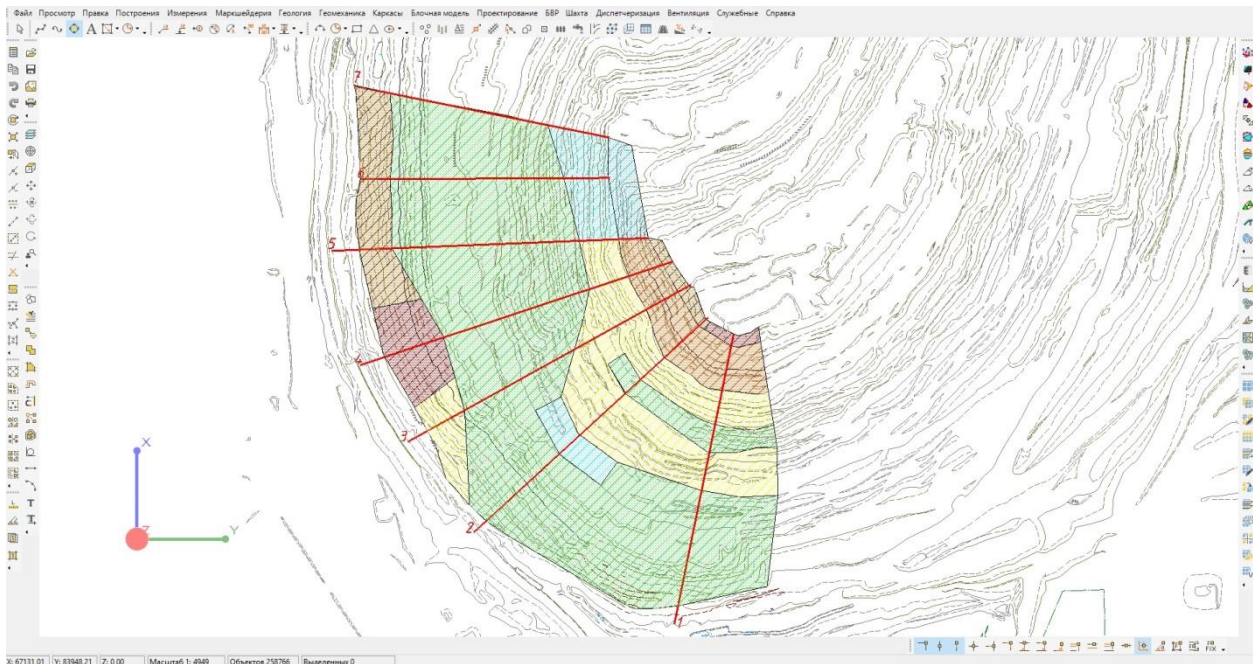 Файл Просмотр Правка Построения Измерения Маркшейдерия Геология Геомеханика Каркасы Блочная модель Проектирование БВР Шахта Диспетчеризация Вентиляция Служебные Справка
7
6
5
4
3
2
1
X
Z
Y
FIX
X: 67131.01 Y: 83948.21 Z: 0.00 Масштаб 1: 4949 Объектов 258766 Выделенных 0